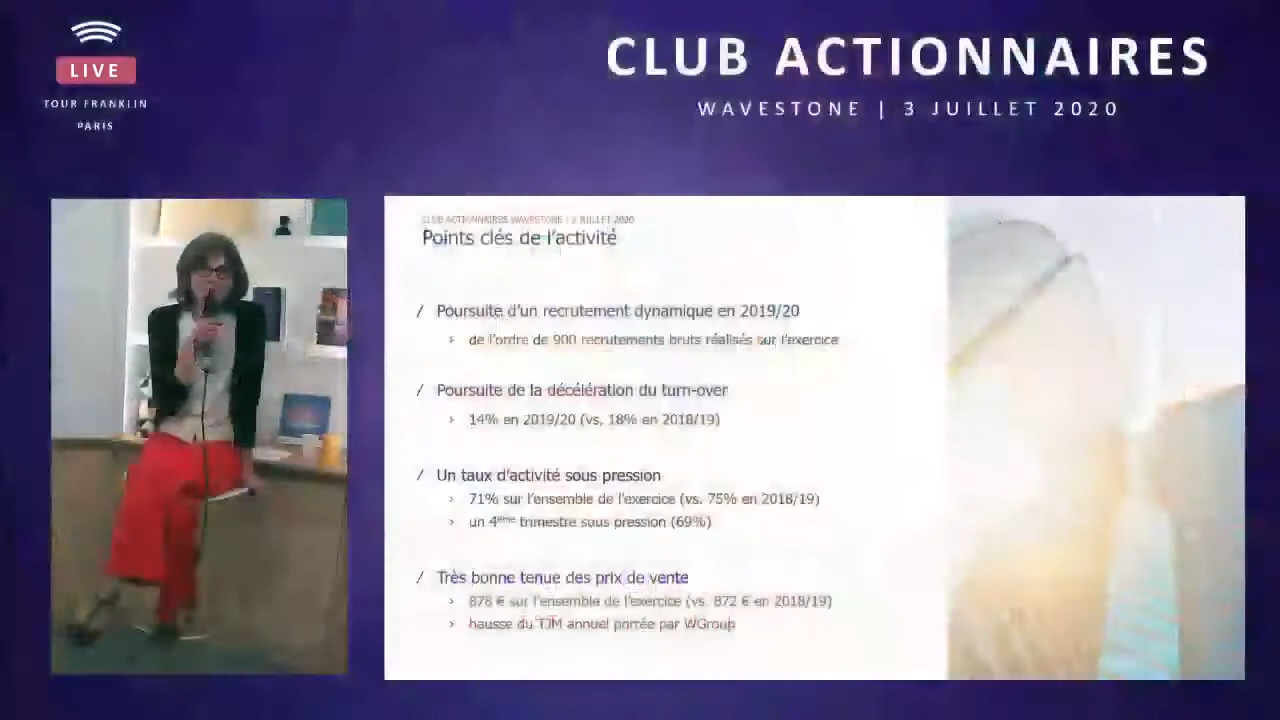 LIVE
TOUR FRANKLIN
PARIS
CLUB ACTIONNAIRES
WAVESTONE | 3 JUILLET 2020
CLUB ACTIONNAIRES WAVESTONE | 3 JUILLET 2020
Points clés de l'activité
/ Poursuite d'un recrutement dynamique en 2019/20
› de l'ordre de 900 recrutements bruts réalisés sur l'exercice
/ Poursuite de la décélération du turn-over
› 14% en 2019/20 (vs. 18% en 2018/19)
/ Un taux d'activité sous pression
› 71% sur l'ensemble de l'exercice (vs. 75% en 2018/19)
› un 4ème trimestre sous pression (69%)
/ Très bonne tenue des prix de vente
› 878 € sur l'ensemble de l'exercice (vs. 872 € en 2018/19)
› hausse du TJM annuel portée par WGroup